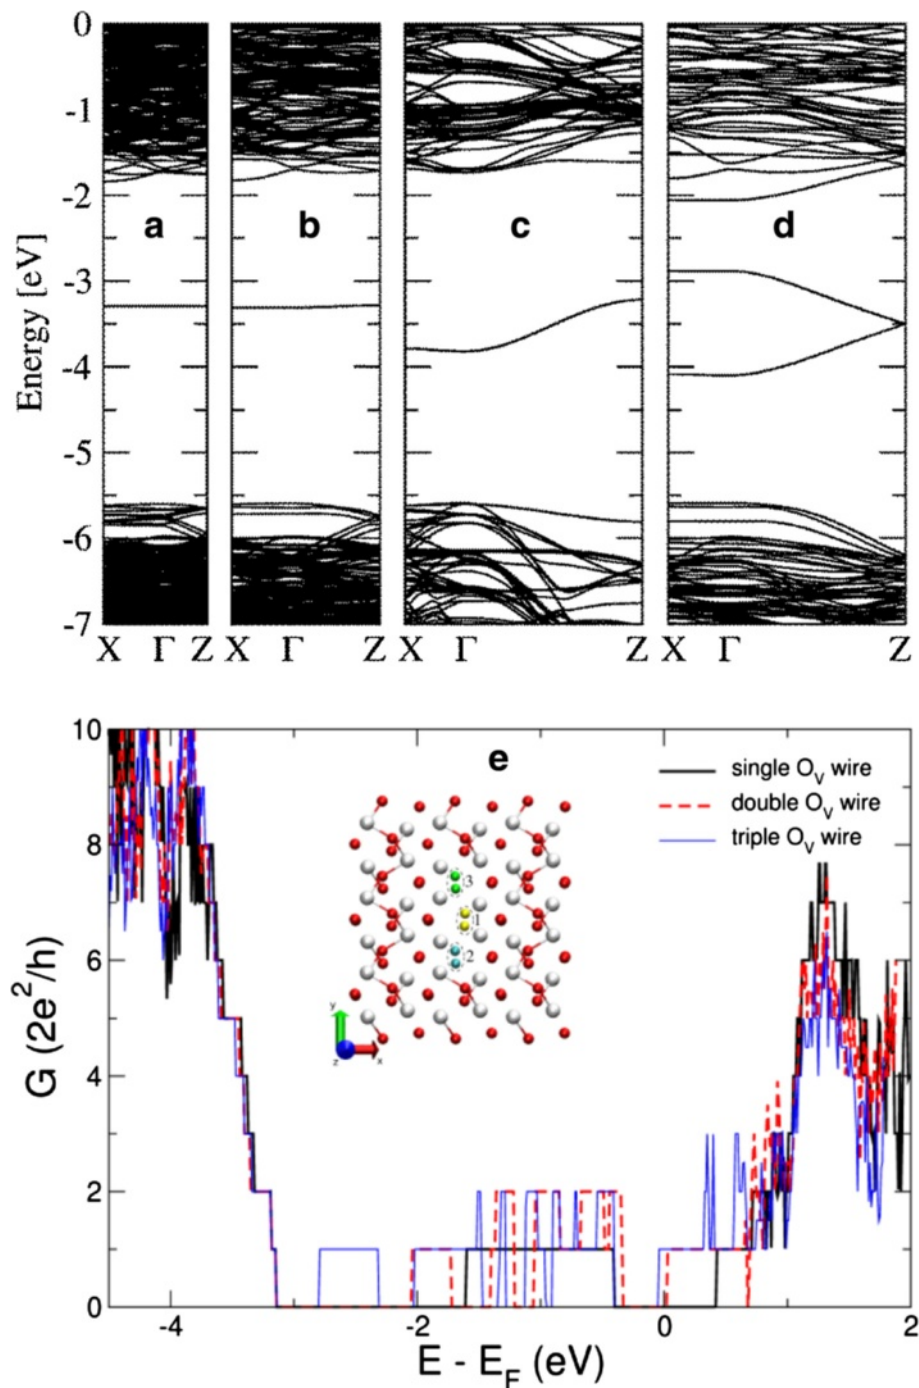 0
-1
-2
-3
-4
-5
-6
-7
Energy [eV]
a
b
c
d
X Γ Z X Γ Z X Γ Z X Γ Z
10
8
6
4
2
0
G (2e²/h)
e
single O_V wire
double O_V wire
triple O_V wire
3
1
2
y
z
x
-4 -2 0 2
E - E_F (eV)